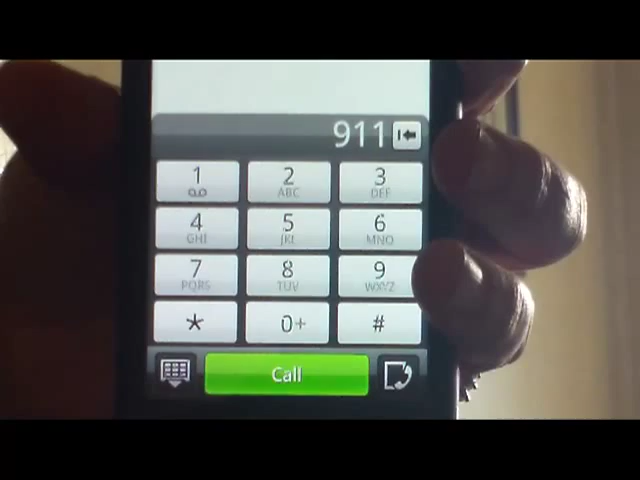 911
1 2 3
ABC DEF
4 5 6
GHI JKL MNO
7 8 9
PQRS TUV WXYZ
* 0+ #
Call